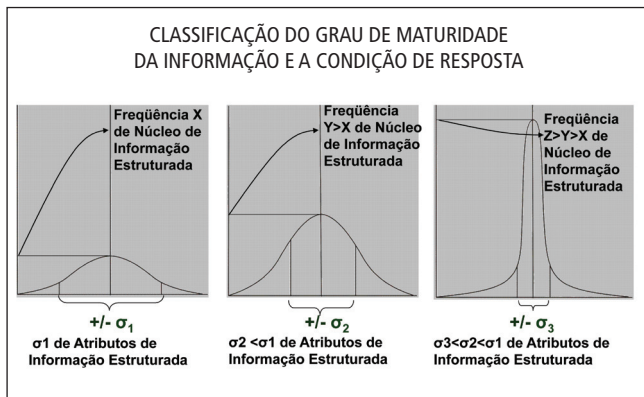 CLASSIFICAÇÃO DO GRAU DE MATURIDADE
DA INFORMAÇÃO E A CONDIÇÃO DE RESPOSTA
Freqüência X
de Núcleo de
Informação
Estruturada
+/- σ1
σ1 de Atributos de
Informação Estruturada
Freqüência
Y>X de Núcleo
de Informação
Estruturada
+/- σ2
σ2 <σ1 de Atributos de
Informação Estruturada
Freqüência
Z>Y>X de
Núcleo de
Informação
Estruturada
+/- σ3
σ3<σ2<σ1 de Atributos de
Informação Estruturada